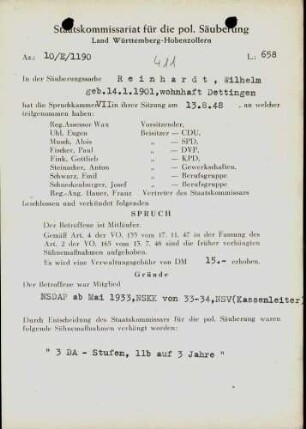 Staatskommissariat für die pol. Säuberung
Land Württemberg-Hohenzollern
Az: 10/E/1190
L.: 658
411
In der Säuberungssache Reinhardt, Wilhelm
geb.14.1.1901,wohnhaft Dettingen
hat die Spruchkammer VII in ihrer Sitzung am 13.8.48, an welcher
teilgenommen haben:
Reg.Assessor Wax Vorsitzender,
Uhl, Eugen Beisitzer — CDU,
Munck, Alois „ — SPD,
Fischer, Paul „ — DVP,
Fink, Gottlieb „ — KPD,
Steinacher, Anton „ — Gewerkschaften,
Schwarz, Emil „ — Berufsgruppe
Schnekenburger, Josef „ — Berufsgruppe
Reg.-Ang. Hauer, Franz Vertreter des Staatskommissars
beschlossen und verkündet folgenden
SPRUCH
Der Betroffene ist Mitläufer.
Gemäß Art. 4 der VO. 133 vom 17. 11. 47 in der Fassung des
Art. 2 der VO. 165 vom 13. 7. 48 sind die früher verhängten
Sühnemaßnahmen aufgehoben.
Es wird eine Verwaltungsgebühr von DM 15.- erhoben.
Gründe
Der Betroffene war Mitglied
NSDAP ab Mai 1933,NSKK von 33-34,NSV(Kassenleiter)
Durch Entscheidung des Staatskommissars für die pol. Säuberung waren
folgende Sühnemaßnahmen verhängt worden:
" 3 DA - Stufen, 11b auf 3 Jahre "